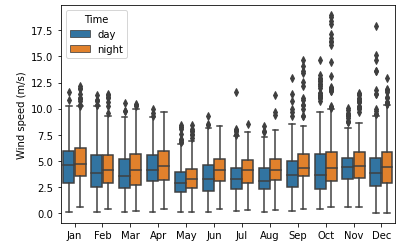 Time
day
night
Wind speed (m/s)
17.5
15.0
12.5
10.0
7.5
5.0
2.5
0.0
Jan Feb Mar Apr May Jun Jul Aug Sep Oct Nov Dec